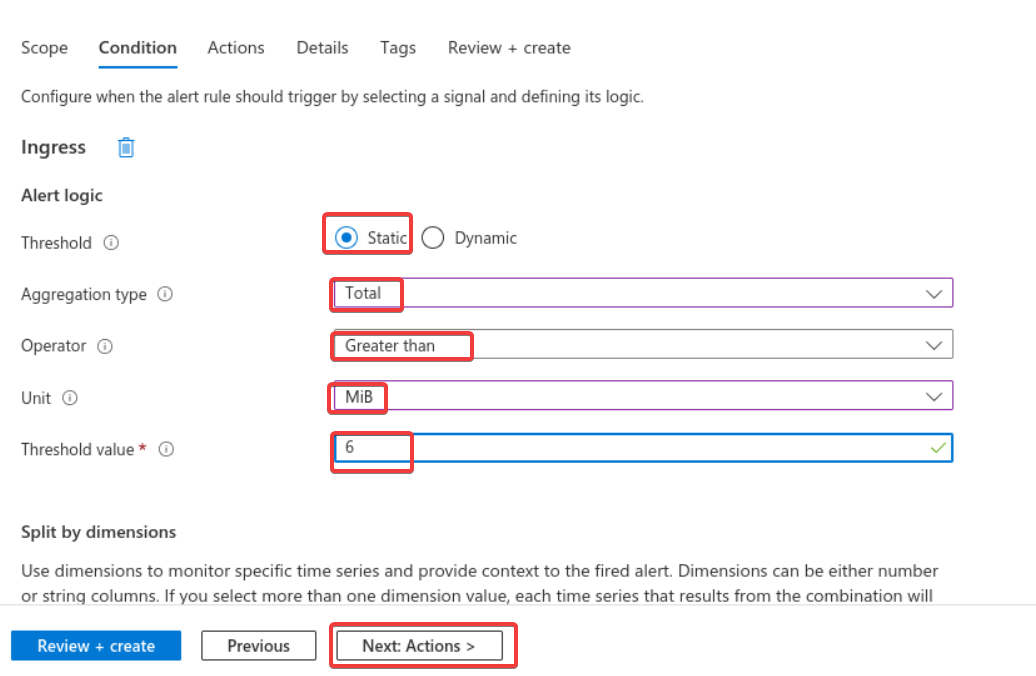 Scope Condition Actions Details Tags Review + create
Configure when the alert rule should trigger by selecting a signal and defining its logic.
Ingress
Alert logic
Threshold Static Dynamic
Aggregation type Total
Operator Greater than
Unit MiB
Threshold value * 6
Split by dimensions
Use dimensions to monitor specific time series and provide context to the fired alert. Dimensions can be either number
or string columns. If you select more than one dimension value, each time series that results from the combination will
Review + create Previous Next: Actions >